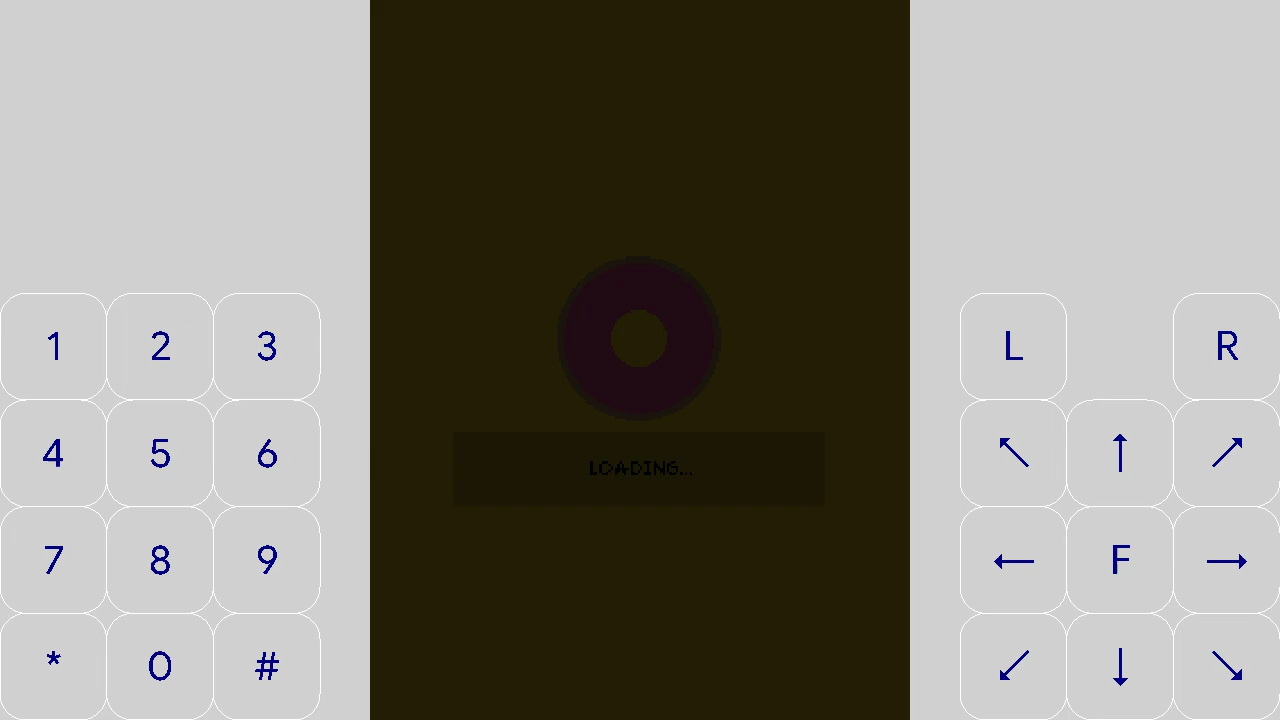 1 2 3
4 5 6
7 8 9
* 0 #
LOADING...
L R
↖ ↑ ↗
← F →
↙ ↓ ↘